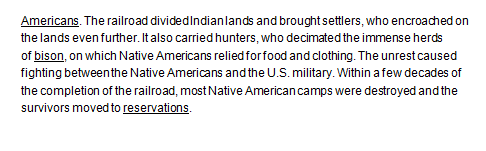 Americans. The railroad divided Indian lands and brought settlers, who encroached on
the lands even further. It also carried hunters, who decimated the immense herds
of bison, on which Native Americans relied for food and clothing. The unrest caused
fighting between the Native Americans and the U.S. military. Within a few decades of
the completion of the railroad, most Native American camps were destroyed and the
survivors moved to reservations.